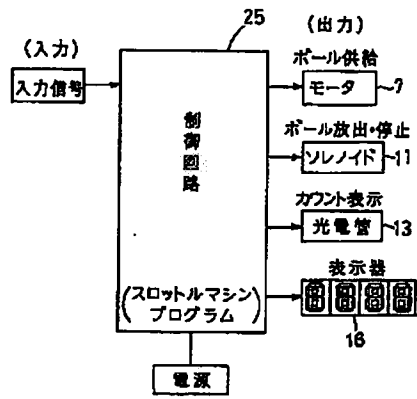 25
(入力)
(出力)
入力信号
制御回路
(スロットルマシン
プログラム)
ボール供給
モータ
7
ボール放出・停止
ソレノイド
11
カウント表示
光電管
13
表示器
8888
16
電源